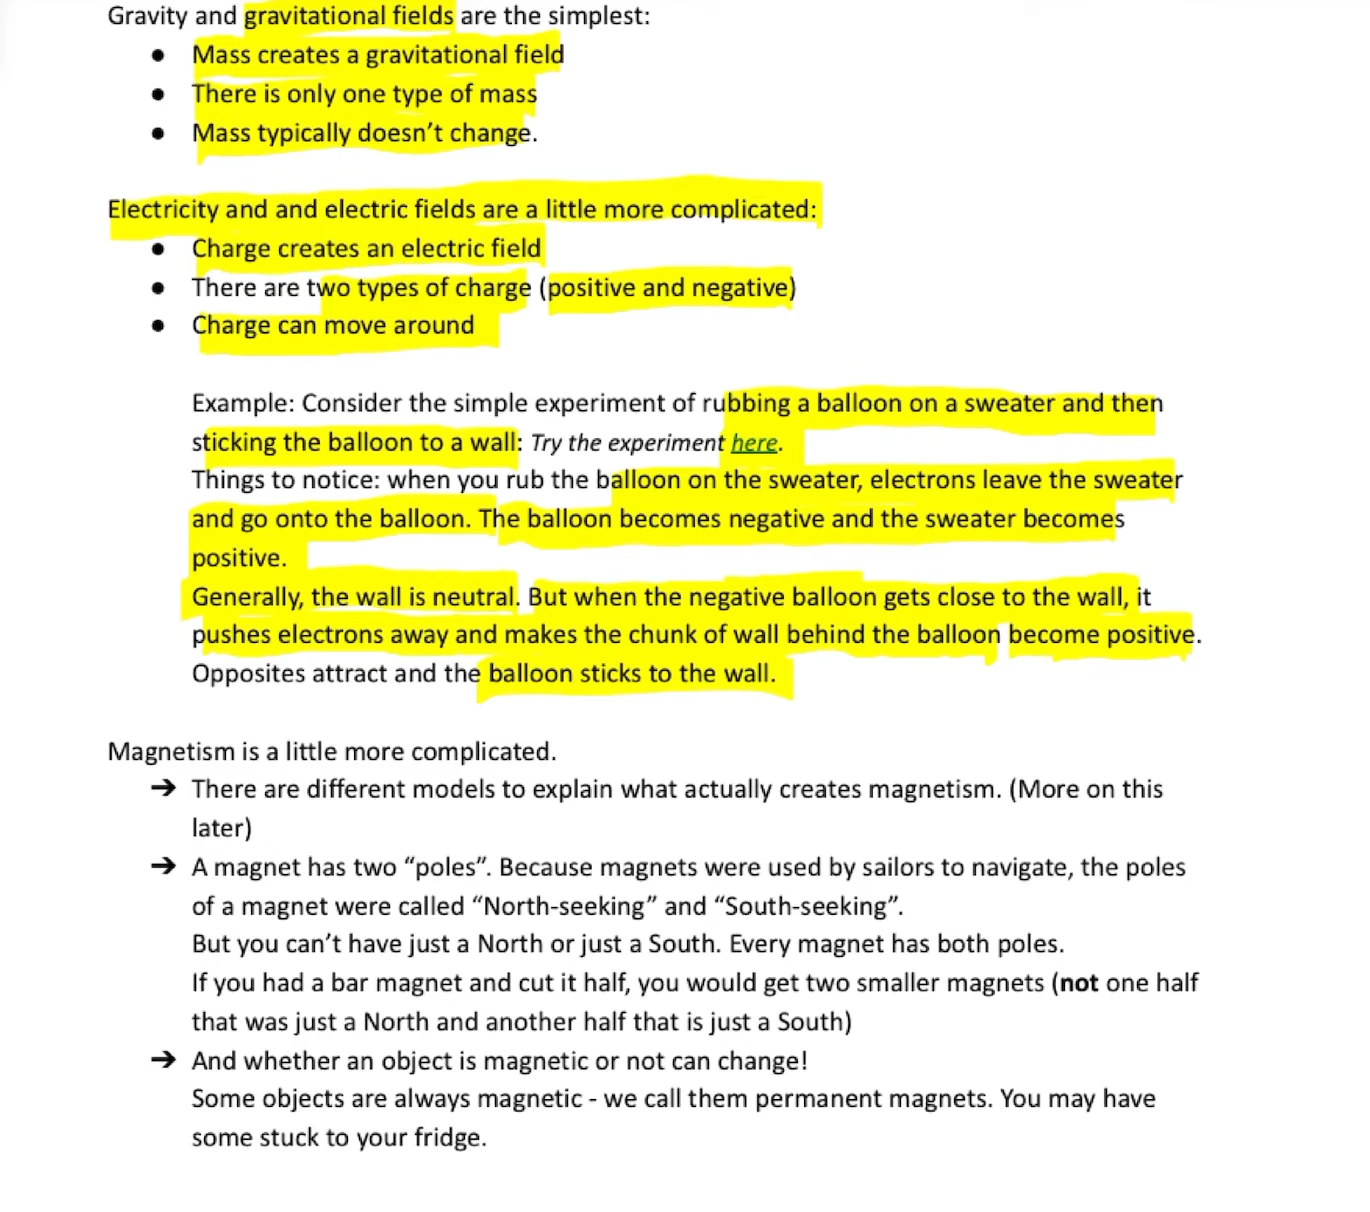 Gravity and gravitational fields are the simplest:
● Mass creates a gravitational field
● There is only one type of mass
● Mass typically doesn't change.
Electricity and and electric fields are a little more complicated:
● Charge creates an electric field
● There are two types of charge (positive and negative)
● Charge can move around
Example: Consider the simple experiment of rubbing a balloon on a sweater and then
sticking the balloon to a wall: Try the experiment here.
Things to notice: when you rub the balloon on the sweater, electrons leave the sweater
and go onto the balloon. The balloon becomes negative and the sweater becomes
positive.
Generally, the wall is neutral. But when the negative balloon gets close to the wall, it
pushes electrons away and makes the chunk of wall behind the balloon become positive.
Opposites attract and the balloon sticks to the wall.
Magnetism is a little more complicated.
➔ There are different models to explain what actually creates magnetism. (More on this
later)
➔ A magnet has two “poles”. Because magnets were used by sailors to navigate, the poles
of a magnet were called “North-seeking” and “South-seeking”.
But you can't have just a North or just a South. Every magnet has both poles.
If you had a bar magnet and cut it half, you would get two smaller magnets (not one half
that was just a North and another half that is just a South)
➔ And whether an object is magnetic or not can change!
Some objects are always magnetic - we call them permanent magnets. You may have
some stuck to your fridge.